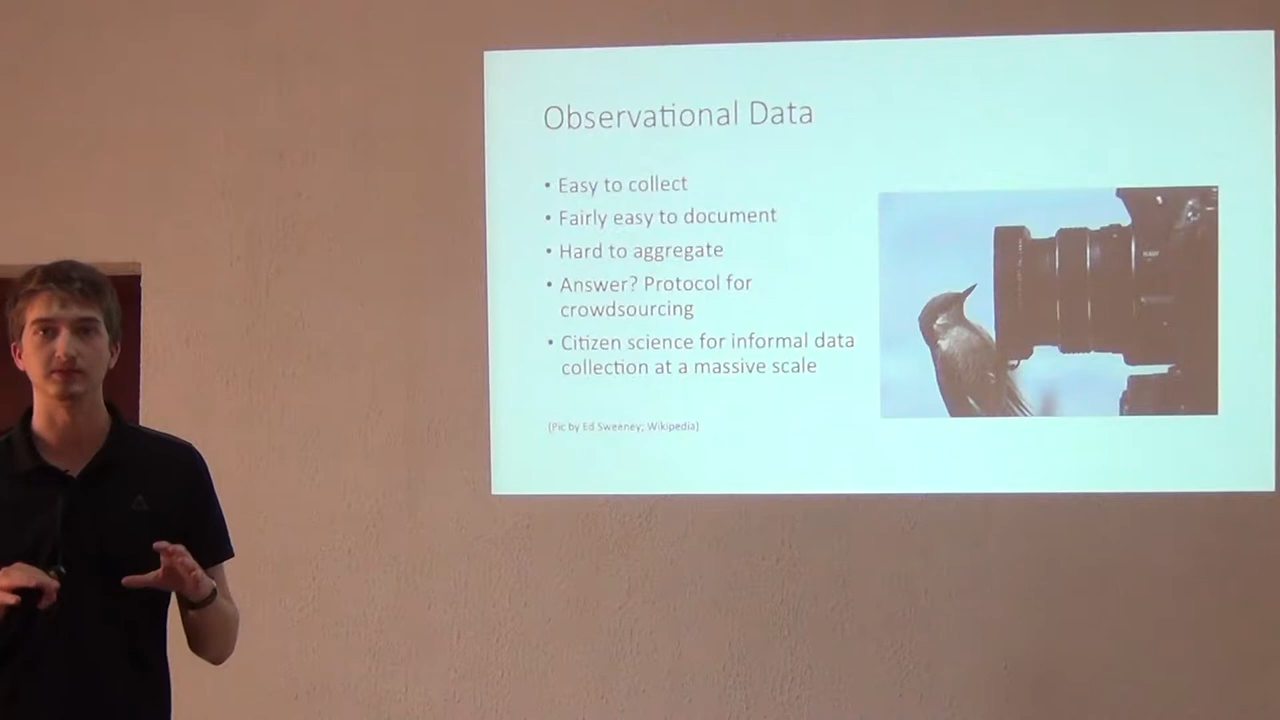 Observational Data
• Easy to collect
• Fairly easy to document
• Hard to aggregate
• Answer? Protocol for
crowdsourcing
• Citizen science for informal data
collection at a massive scale
[Pic by Ed Sweeney; Wikipedia]